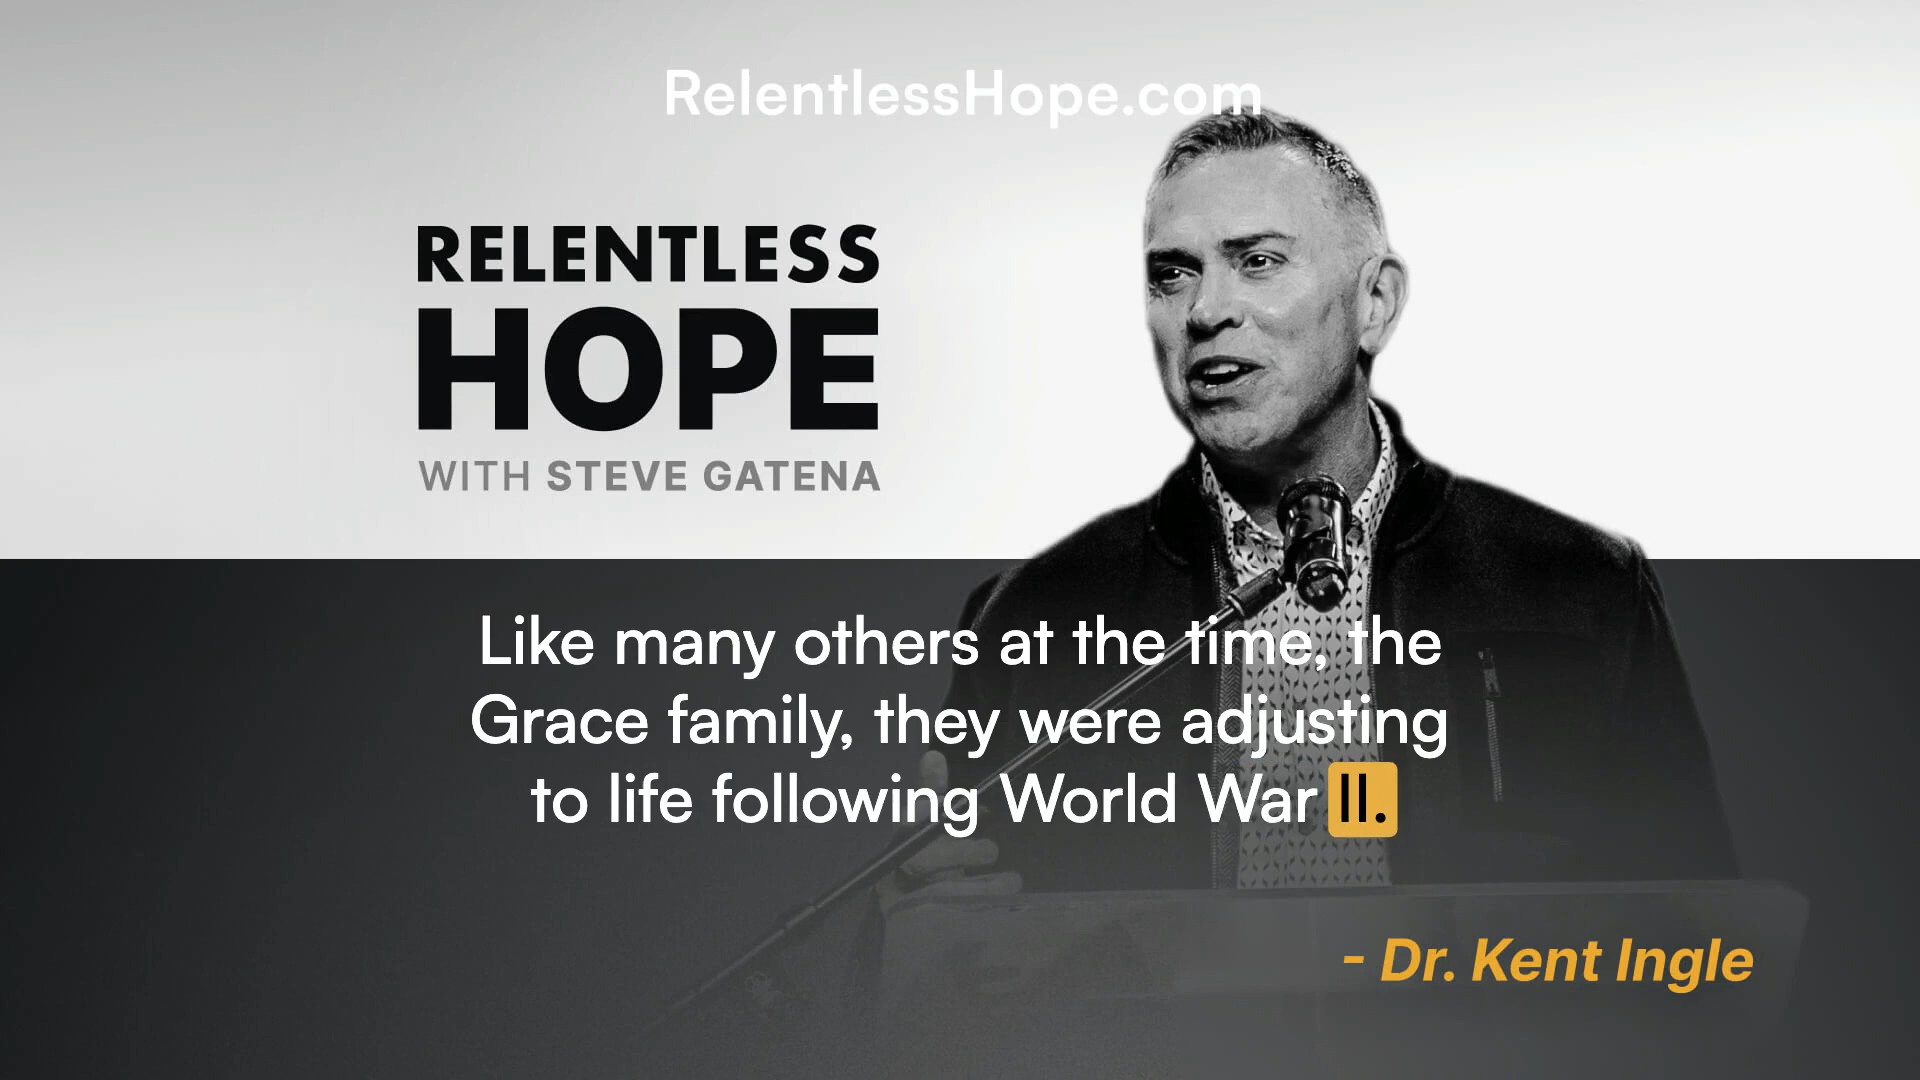 RelentlessHope.com
RELENTLESS
HOPE
WITH STEVE GATENA
Like many others at the time, the
Grace family, they were adjusting
to life following World War II.
- Dr. Kent Ingle